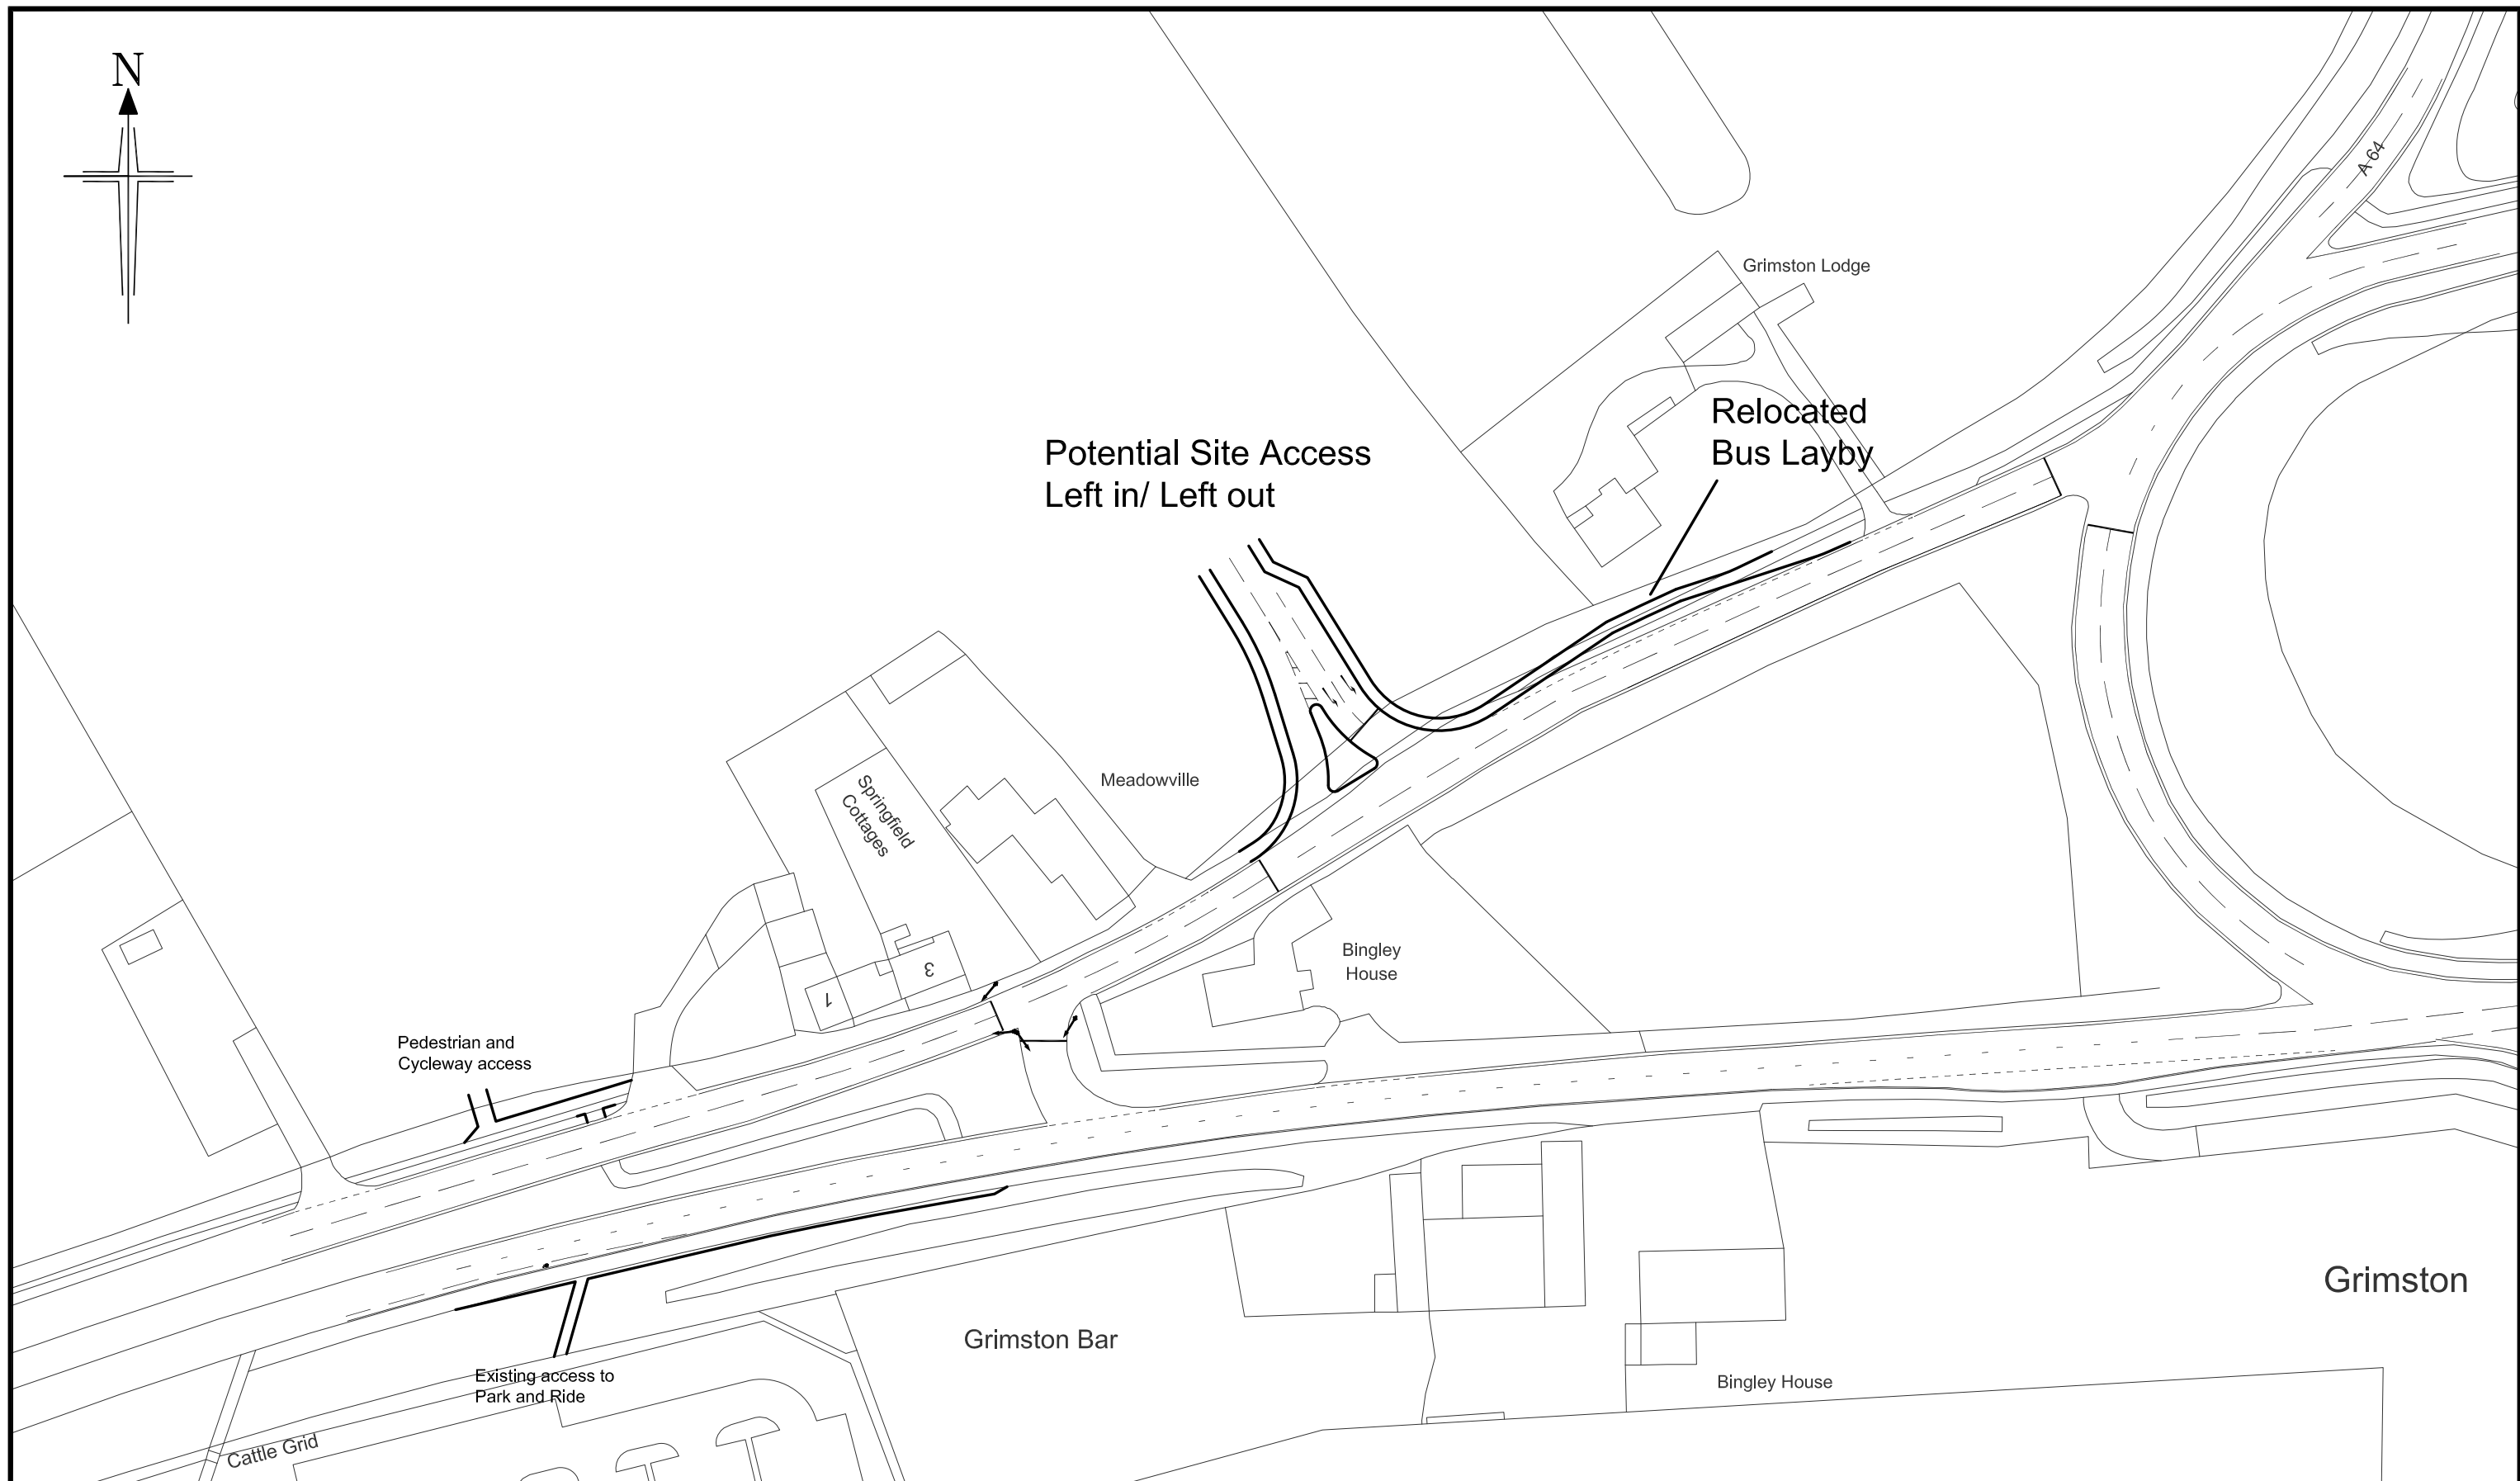 N
A 64
Grimston Lodge
Relocated
Bus Layby
Potential Site Access
Left in/ Left out
Meadowville
Springfield
Cottages
Bingley
House
3
1
Pedestrian and
Cycleway access
Grimston
Grimston Bar
Existing access to
Park and Ride
Bingley House
Cattle Grid